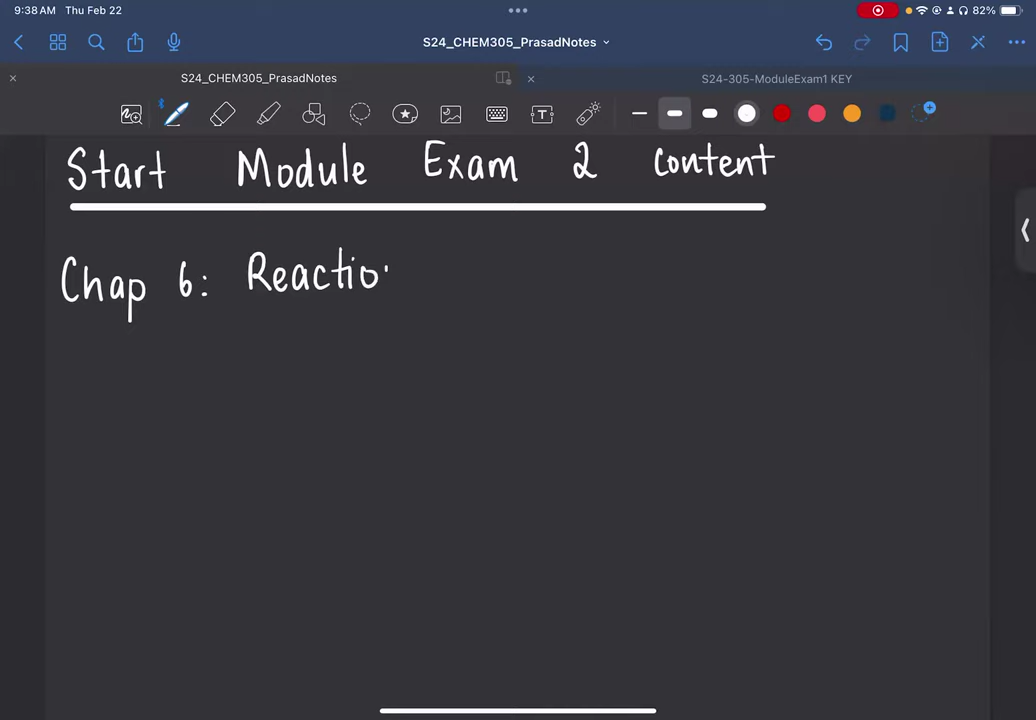 9:38 AM Thu Feb 22
82%
S24_CHEM305_PrasadNotes
S24_CHEM305_PrasadNotes
S24-305-ModuleExam1 KEY
Start Module Exam 2 Content
Chap 6: Reactio